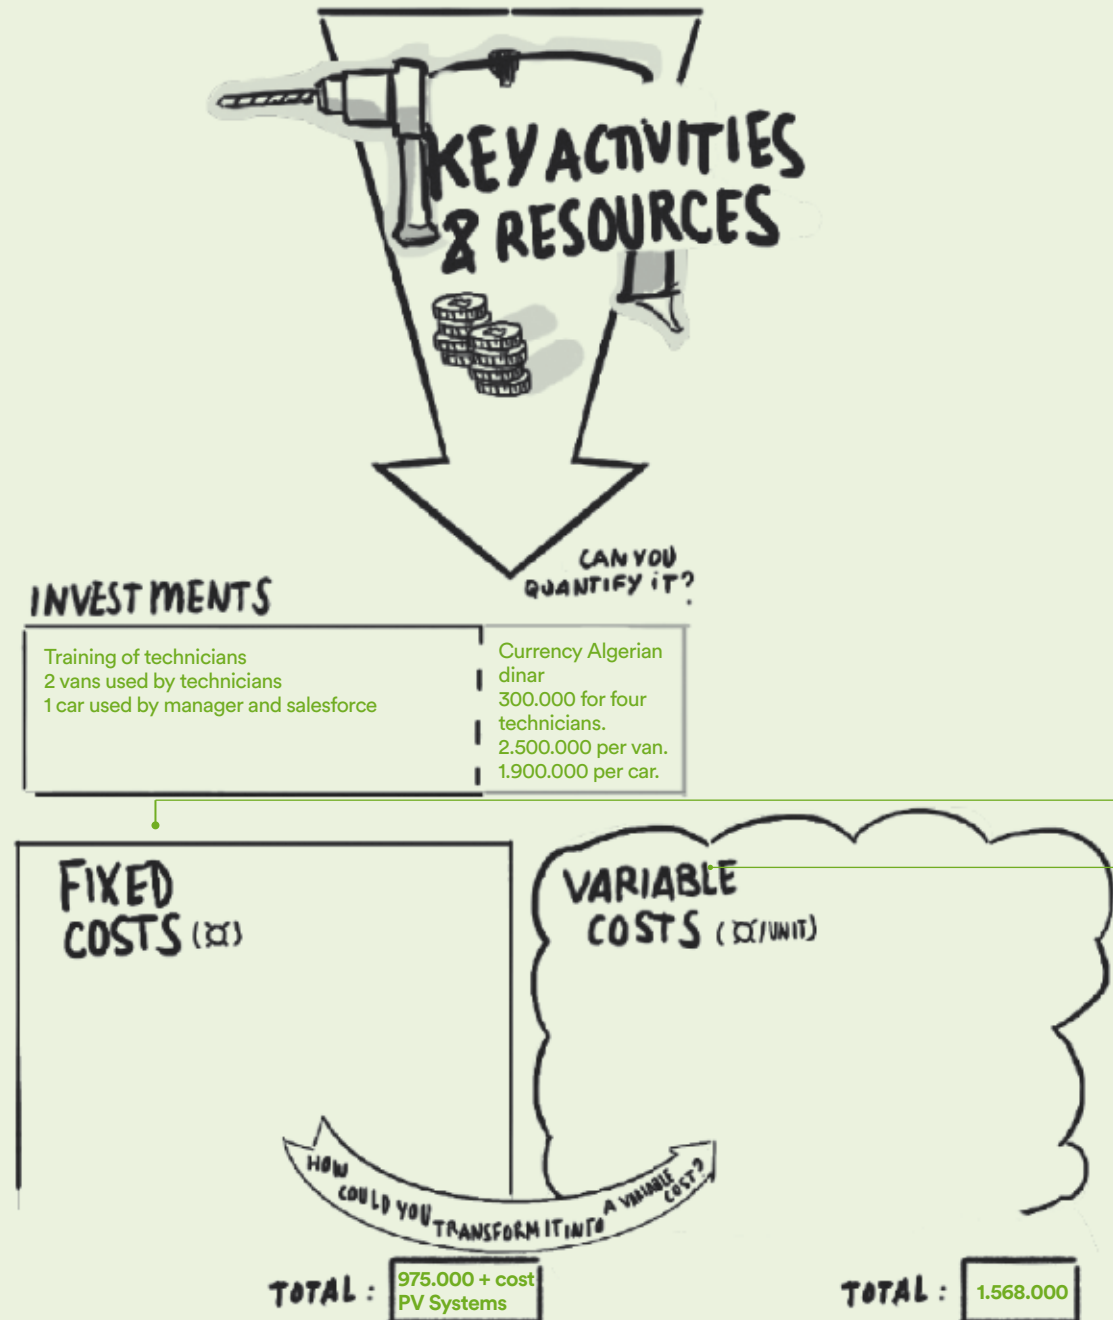 KEY ACTIVITIES
& RESOURCES
CAN YOU
QUANTIFY iT?
INVESTMENTS
Training of technicians
2 vans used by technicians
1 car used by manager and salesforce
Currency Algerian
dinar
300.000 for four
technicians.
2.500.000 per van.
1.900.000 per car.
FIXED
COSTS (¤)
VARIABLE
COSTS (¤/UNIT)
HOW COULD YOU TRANSFORM IT INTO A VARIABLE COST?
TOTAL :
975.000 + cost
PV Systems
TOTAL :
1.568.000